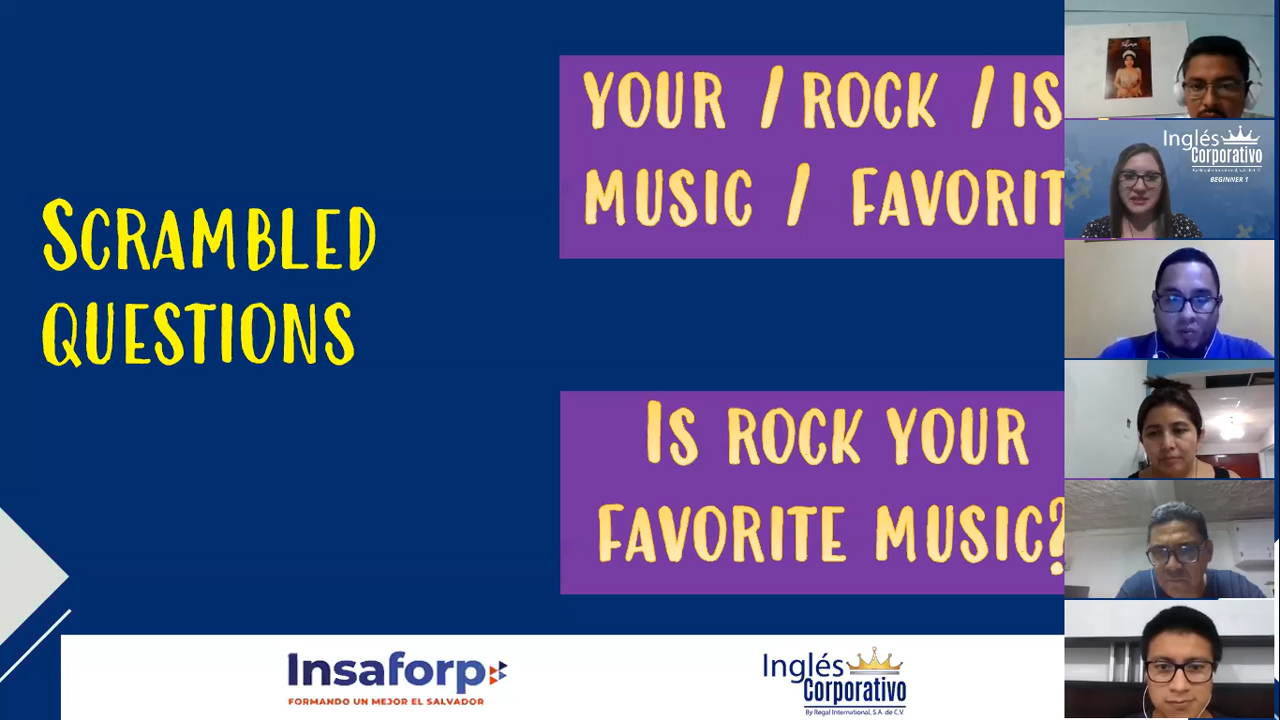 SCRAMBLED
QUESTIONS
YOUR / ROCK / IS
MUSIC / FAVORIT
IS ROCK YOUR
FAVORITE MUSIC?
Insaforp
FORMANDO UN MEJOR EL SALVADOR
Inglés
Corporativo
By Regal International, S.A. de C.V.
Inglés
Corporativo
BEGINNER 1